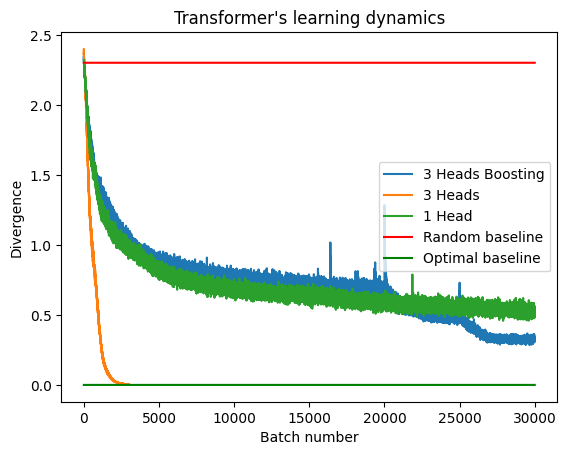 Transformer's learning dynamics
Divergence
2.5
2.0
1.5
1.0
0.5
0.0
3 Heads Boosting
3 Heads
1 Head
Random baseline
Optimal baseline
0
5000
10000
15000
20000
25000
30000
Batch number